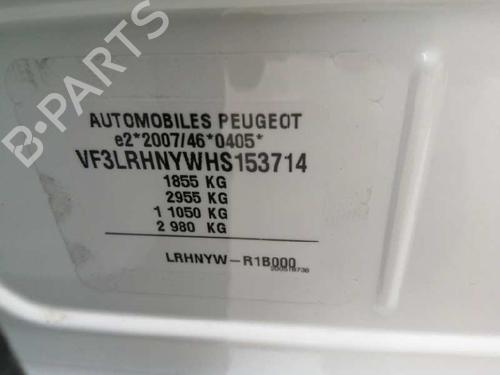 B-PARTS
AUTOMOBILES PEUGEOT
e2*2007/46*0405*
VF3LRHNYWHS153714
1855 KG
2955 KG
1 1050 KG
2 980 KG
LRHNYW-R1B000